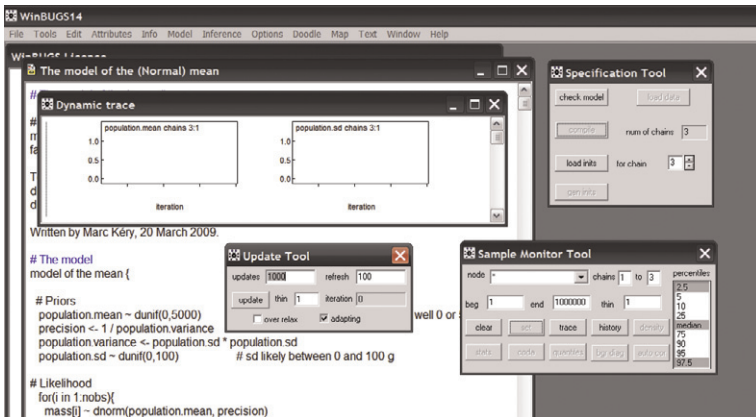 WinBUGS14
File Tools Edit Attributes Info Model Inference Options Doodle Map Text Window Help
WinBUGS Licence
The model of the (Normal) mean
Dynamic trace
population.mean chains 3:1
population.sd chains 3:1
1.0
0.5
0.0
iteration
1.0
0.5
0.0
iteration
Written by Marc Kéry, 20 March 2009.
# The model
model of the mean {
# Priors
population.mean ~ dunif(0,5000)
well 0 or
precision <- 1 / population.variance
population.variance <- population.sd * population.sd
population.sd ~ dunif(0,100) # sd likely between 0 and 100 g
# Likelihood
for(i in 1:nobs){
mass[i] ~ dnorm(population.mean, precision)
Update Tool
updates 1000 refresh 100
update thin 1 iteration 0
over relax adapting
Specification Tool
check model load data
compile num of chains 3
load inits for chain 3
gen inits
Sample Monitor Tool
node * chains 1 to 3 percentiles
beg 1 end 1000000 thin 1
clear set trace history density
stats coda quantiles bgr diag auto cor
2.5
5
10
25
median
75
90
95
97.5